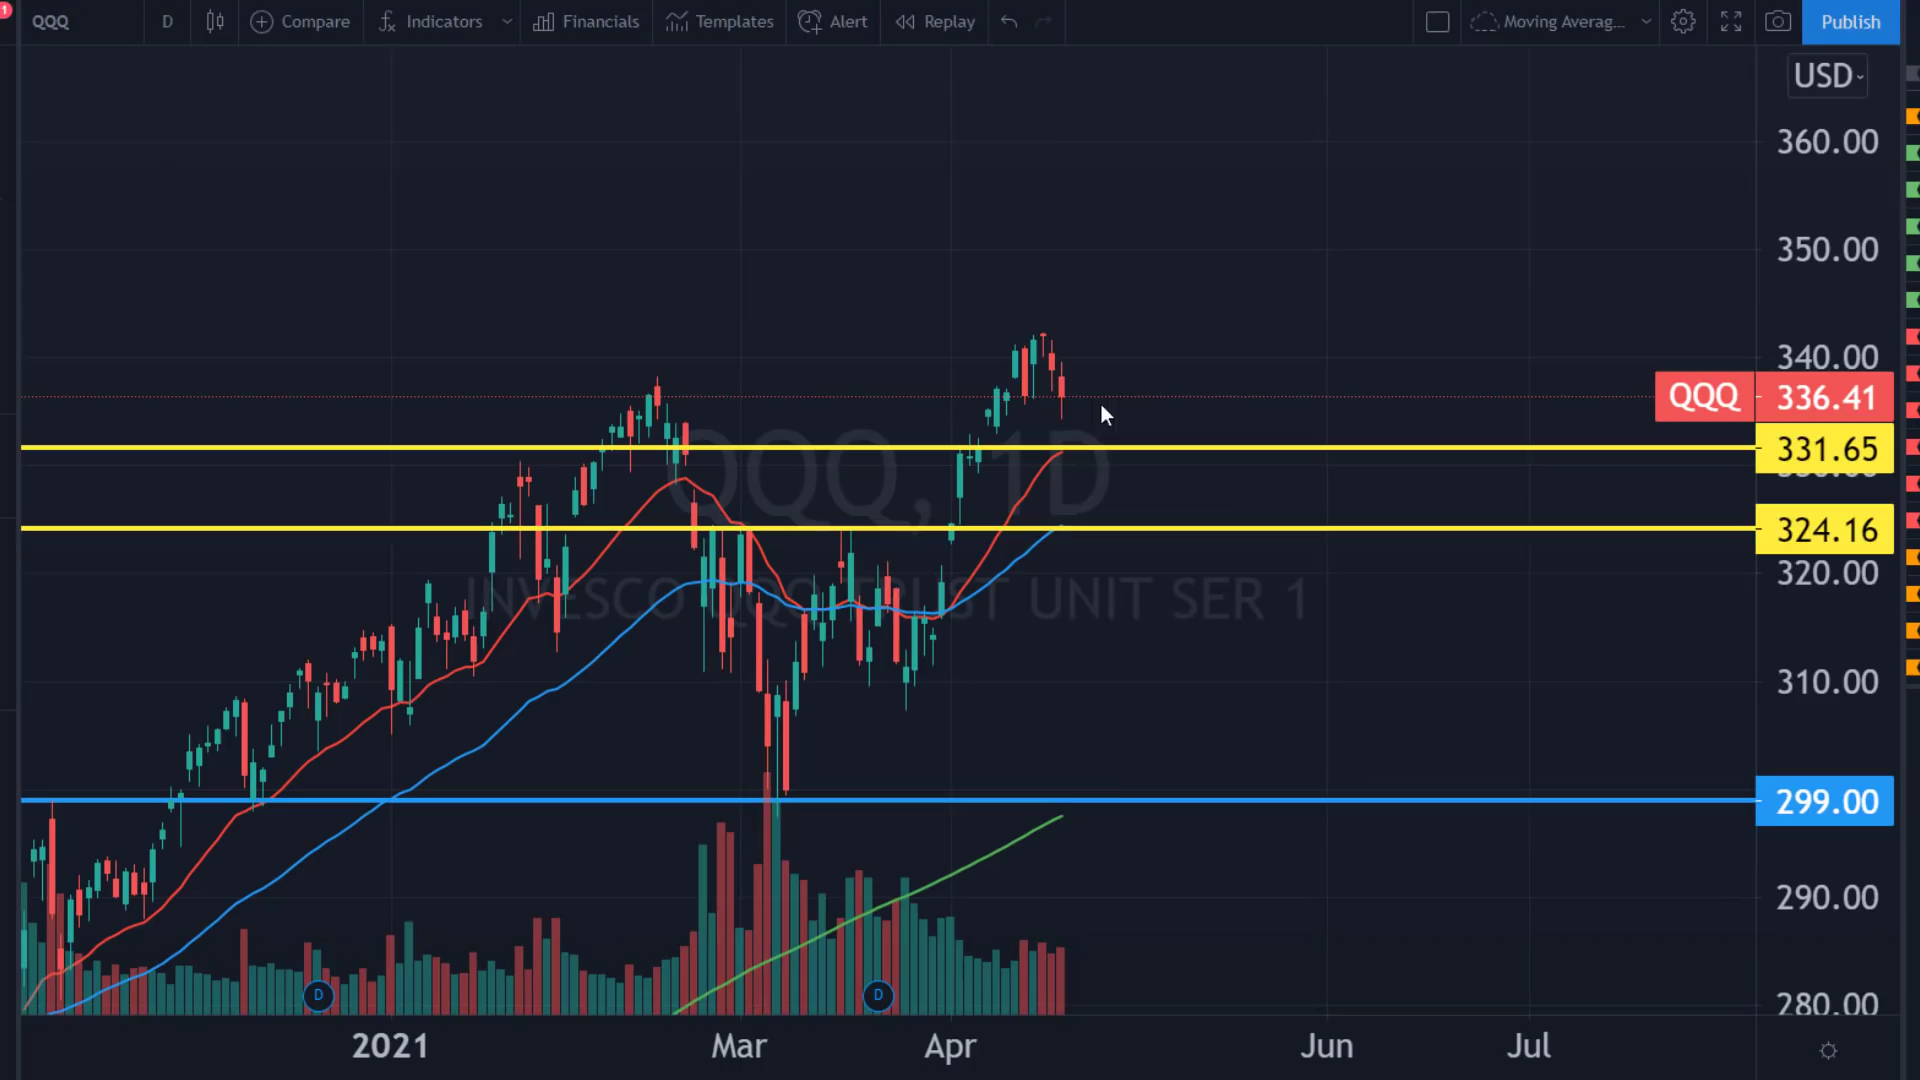 1
QQQ D Compare Indicators Financials Templates Alert Replay Moving Averag... Publish
USD
360.00
350.00
340.00
QQQ 336.41
331.65
QQQ, 1D
324.16
320.00
INVESCO QQQ TRUST UNIT SER 1
310.00
299.00
290.00
D D
280.00
2021 Mar Apr Jun Jul